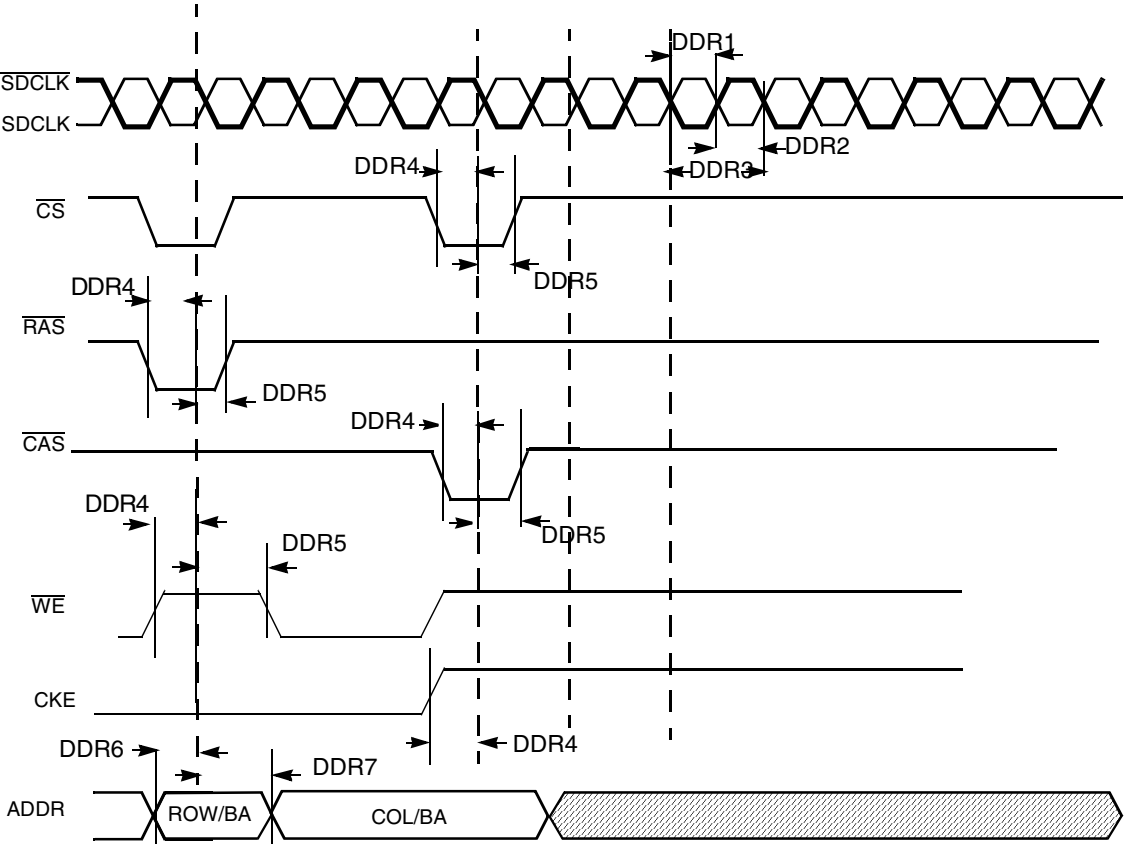 DDR1
SDCLK
SDCLK
DDR2
DDR4
DDR3
CS
DDR5
DDR4
RAS
DDR5
DDR4
CAS
DDR4
DDR5
DDR5
WE
CKE
DDR6
DDR4
DDR7
ADDR
ROW/BA
COL/BA